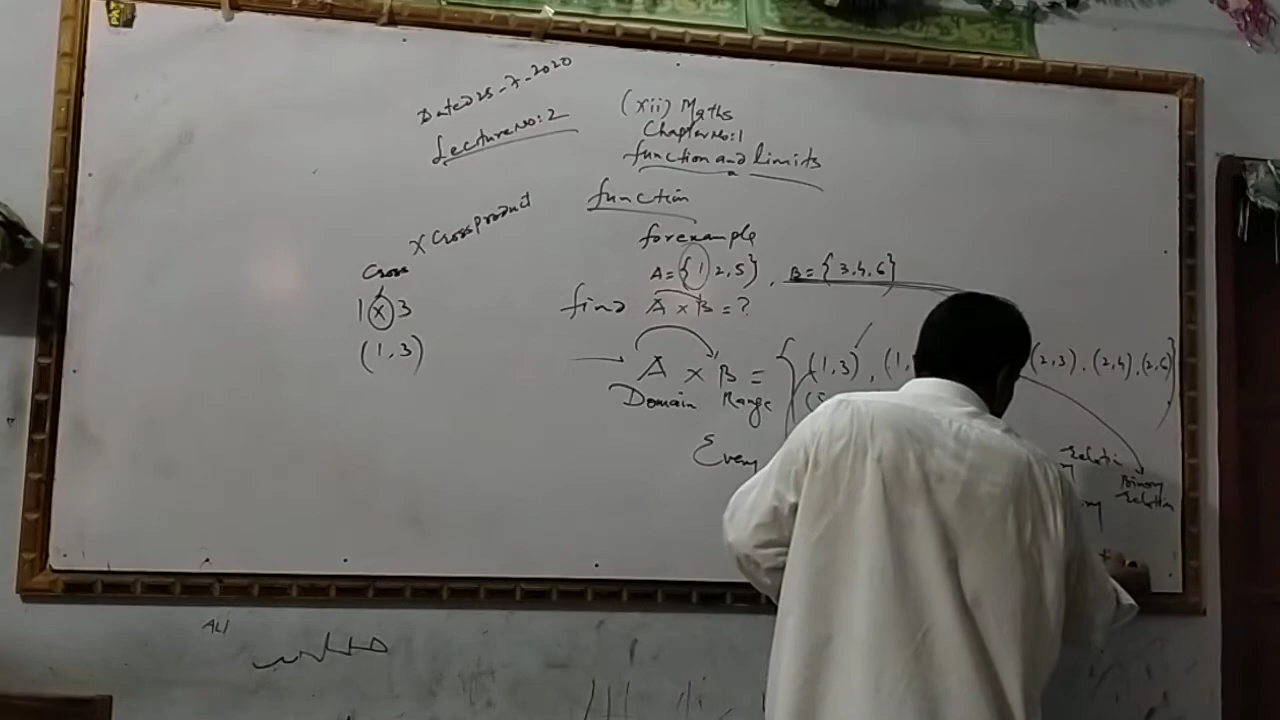 Dated 25-7-2020
Lecture No: 2
(xii) Maths
Chapter No: 1
function and limits
function
X Cross Product
for example
Cross
A = {1, 2, 5}, B = {3, 4, 6}
1 x 3
find A x B = ?
(1, 3)
A x B = { (1, 3), (1, (2, 3), (2, 4), (2, 6)
Domain Range
Every
Binary
Relation
ALI